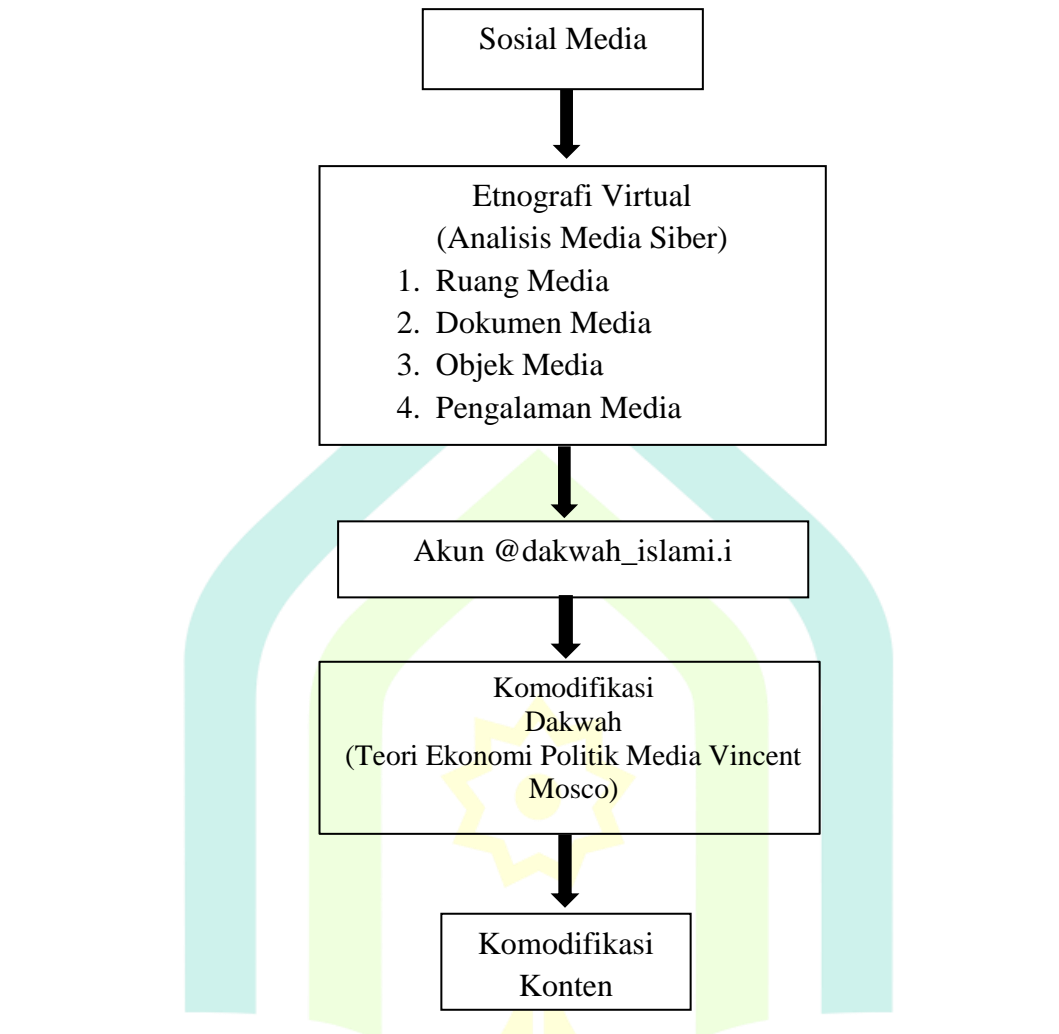 Sosial Media
Etnografi Virtual
(Analisis Media Siber)
1. Ruang Media
2. Dokumen Media
3. Objek Media
4. Pengalaman Media
Akun @dakwah_islami.i
Komodifikasi
Dakwah
(Teori Ekonomi Politik Media Vincent
Mosco)
Komodifikasi
Konten